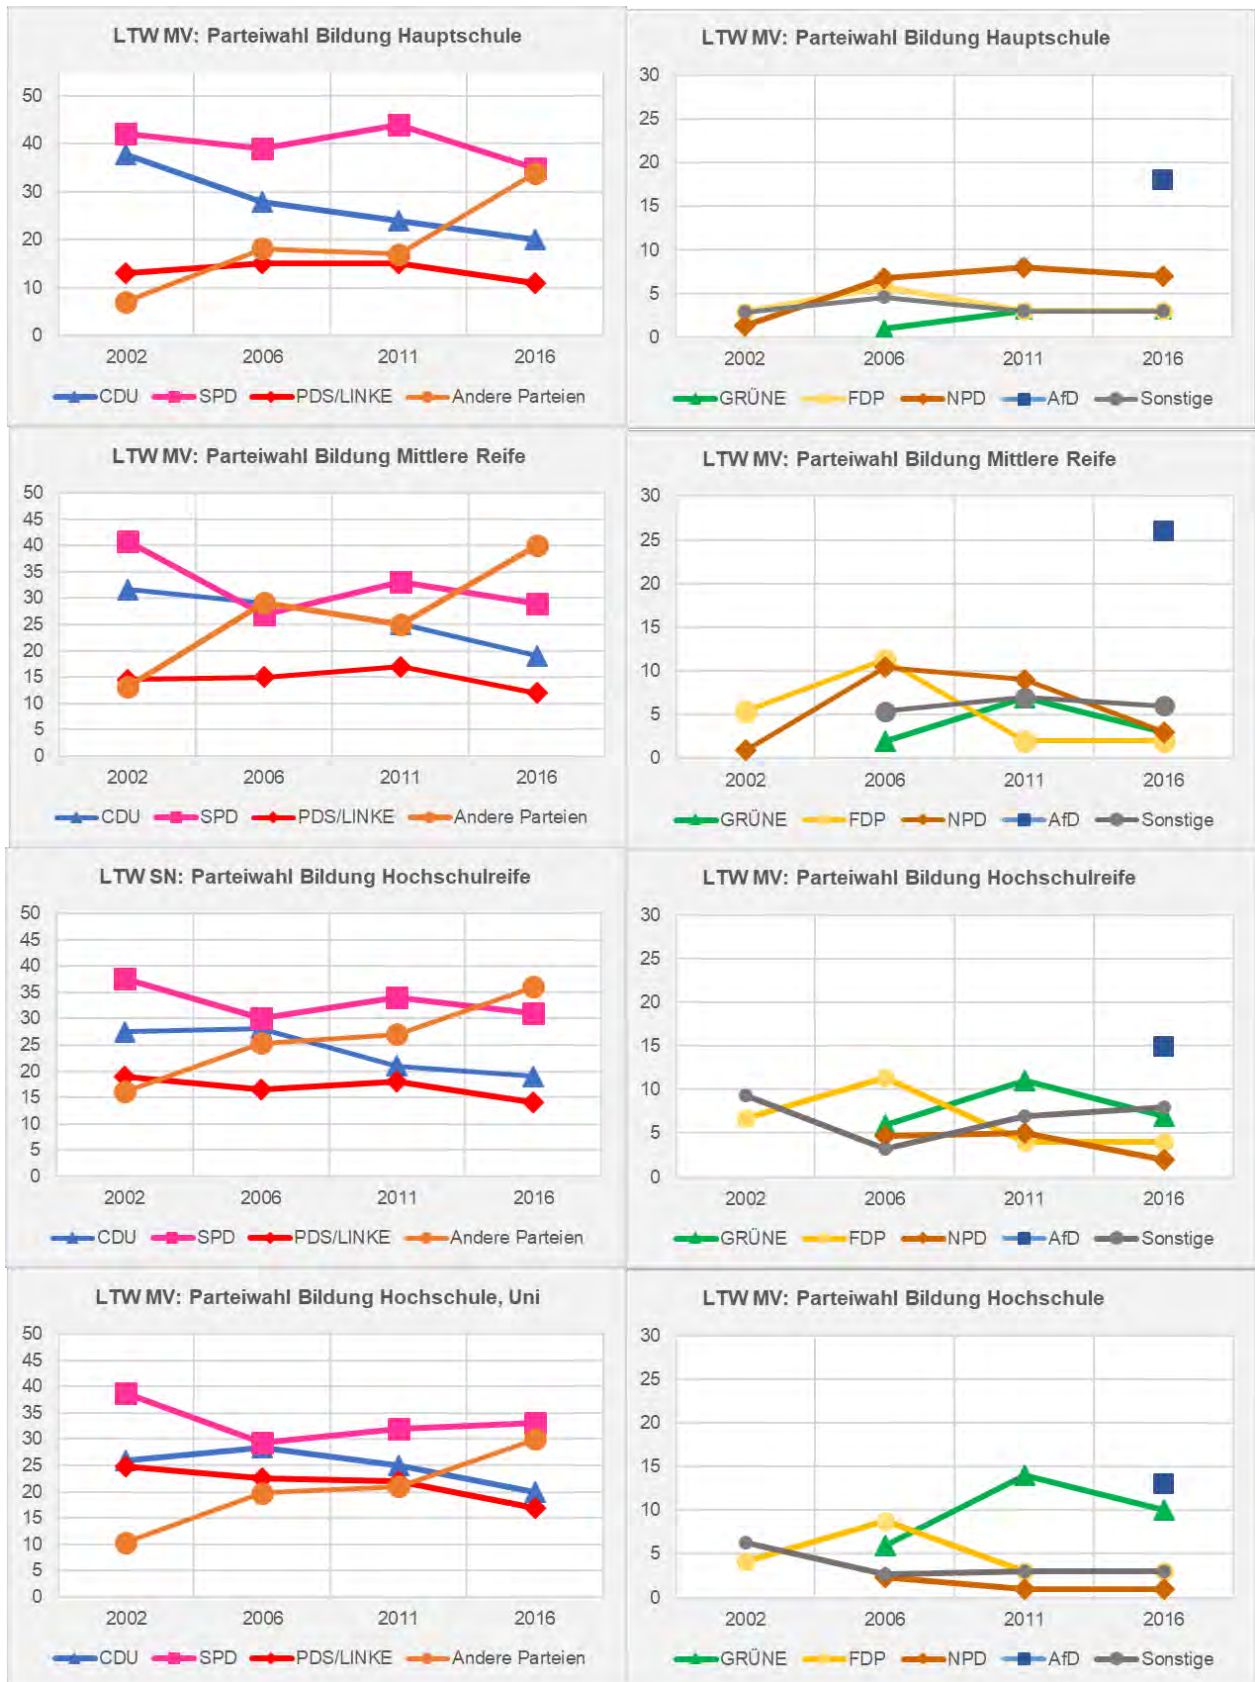 LTW MV: Parteiwahl Bildung Hauptschule
50
40
30
20
10
0
2002 2006 2011 2016
CDU SPD PDS/LINKE Andere Parteien
LTW MV: Parteiwahl Bildung Hauptschule
30
25
20
15
10
5
0
2002 2006 2011 2016
GRÜNE FDP NPD AfD Sonstige
LTW MV: Parteiwahl Bildung Mittlere Reife
50
45
40
35
30
25
20
15
10
5
0
2002 2006 2011 2016
CDU SPD PDS/LINKE Andere Parteien
LTW MV: Parteiwahl Bildung Mittlere Reife
30
25
20
15
10
5
0
2002 2006 2011 2016
GRÜNE FDP NPD AfD Sonstige
LTW SN: Parteiwahl Bildung Hochschulreife
50
45
40
35
30
25
20
15
10
5
0
2002 2006 2011 2016
CDU SPD PDS/LINKE Andere Parteien
LTW MV: Parteiwahl Bildung Hochschulreife
30
25
20
15
10
5
0
2002 2006 2011 2016
GRÜNE FDP NPD AfD Sonstige
LTW MV: Parteiwahl Bildung Hochschule, Uni
50
45
40
35
30
25
20
15
10
5
0
2002 2006 2011 2016
CDU SPD PDS/LINKE Andere Parteien
LTW MV: Parteiwahl Bildung Hochschule
30
25
20
15
10
5
0
2002 2006 2011 2016
GRÜNE FDP NPD AfD Sonstige